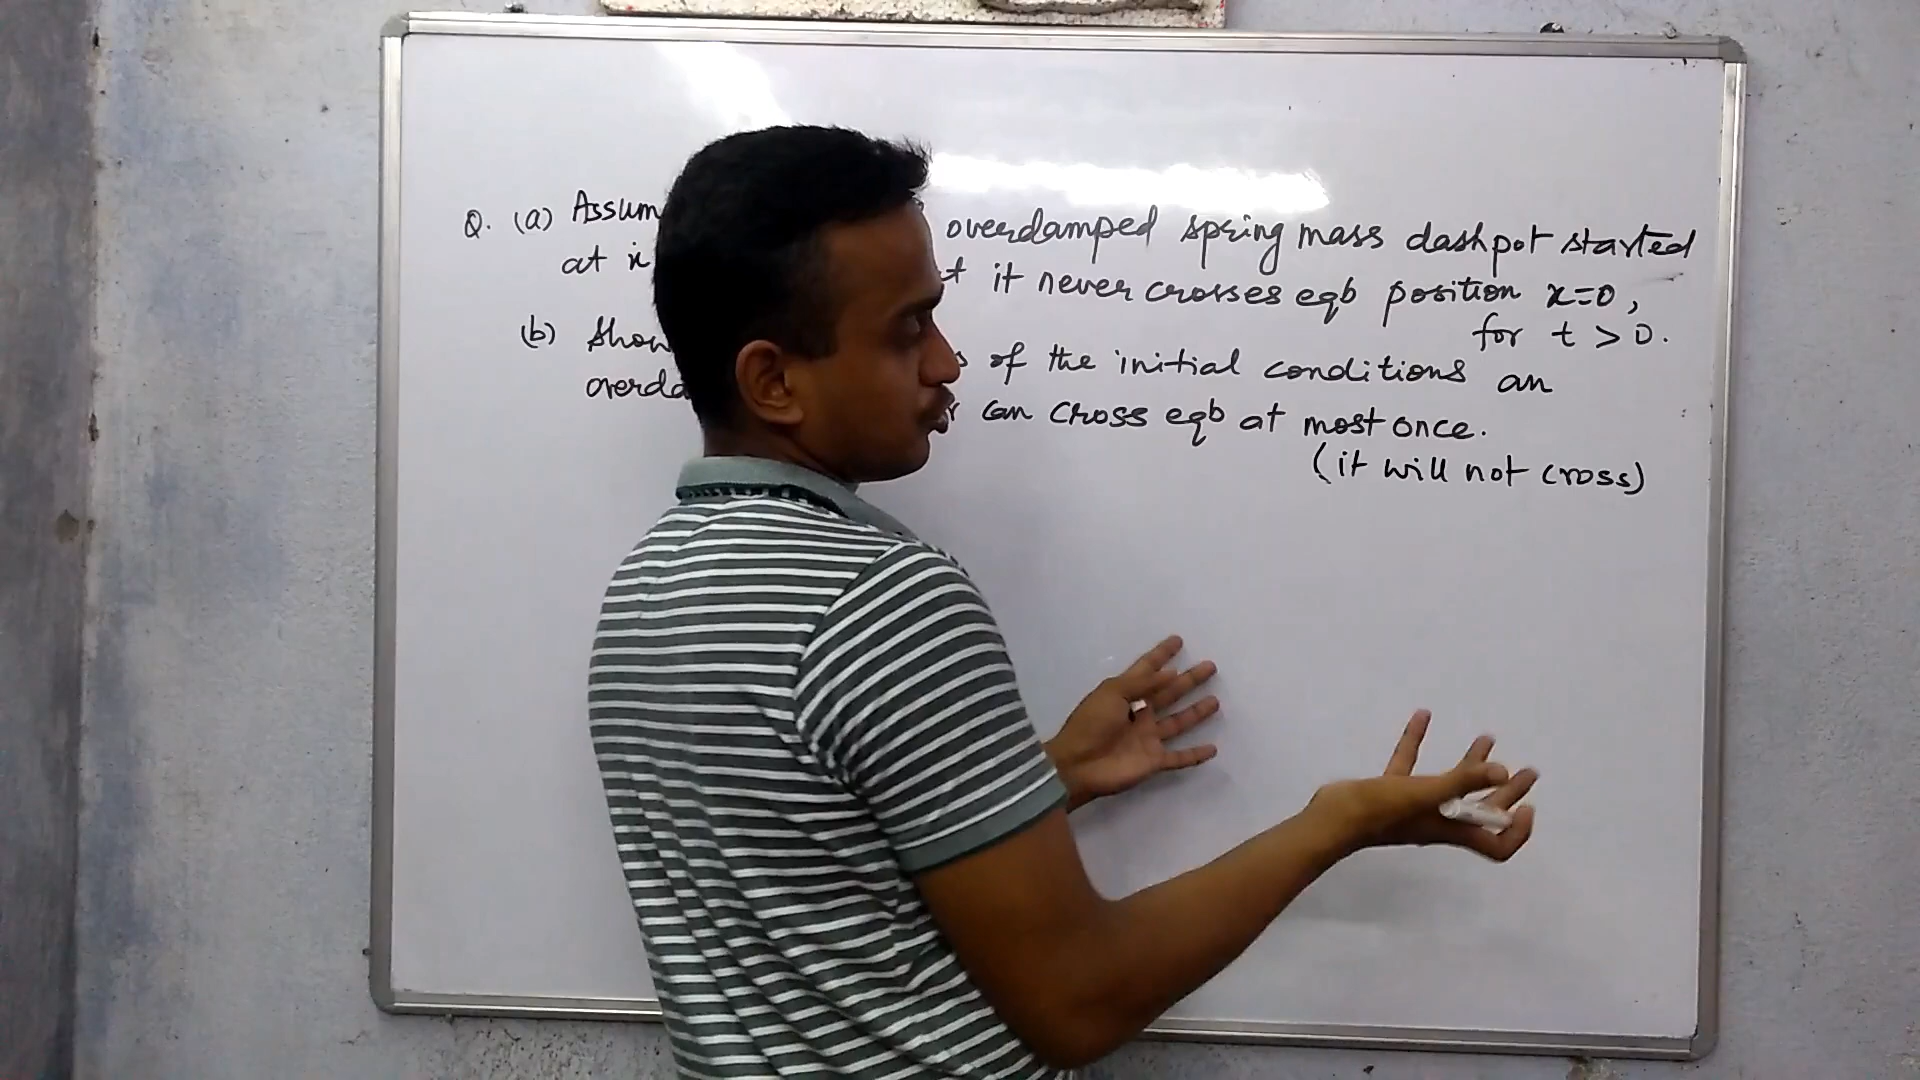 Q. (a) Assum overdamped spring mass dashpot started
at it never crosses eqb position x=0,
for t > 0.
(b) Show of the initial conditions an
overda can cross eqb at most once.
(it will not cross)